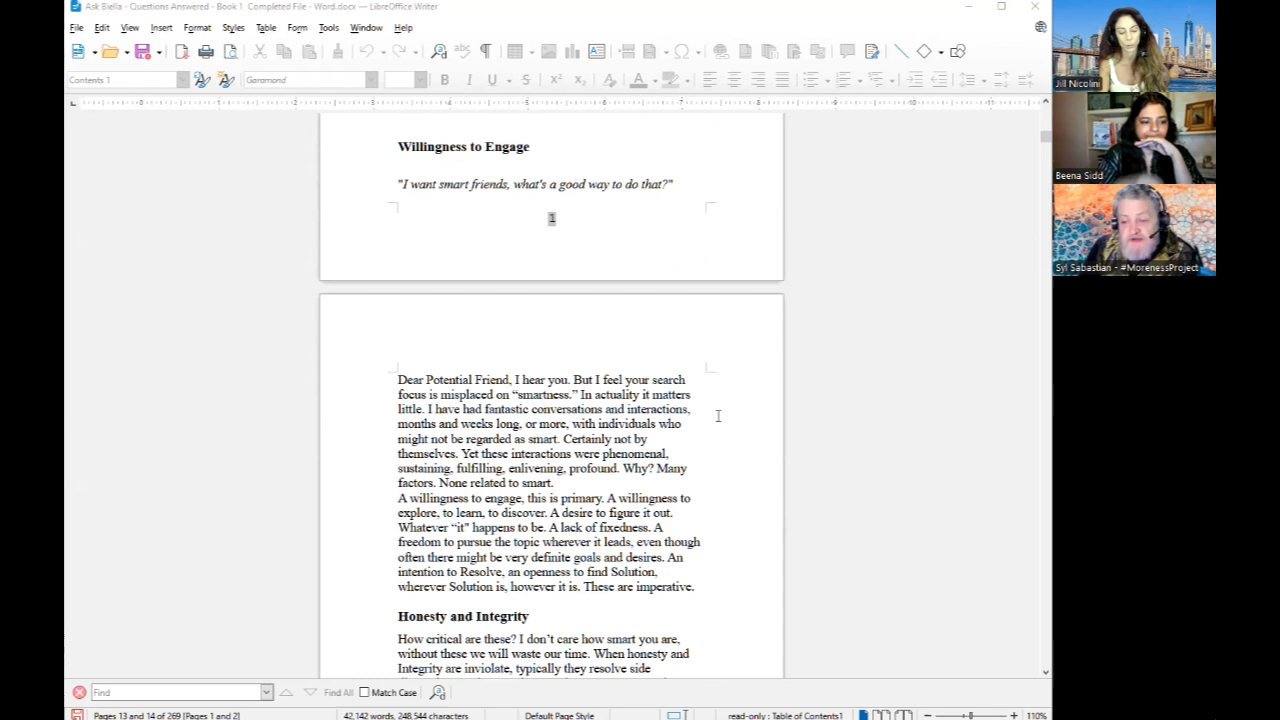 Ask Biella - Questions Answered - Book 1 Completed File - Word.docx — LibreOffice Writer
File Edit View Insert Format Styles Table Form Tools Window Help
Contents 1 Garamond
Willingness to Engage
"I want smart friends, what's a good way to do that?"
1
Dear Potential Friend, I hear you. But I feel your search
focus is misplaced on “smartness.” In actuality it matters
little. I have had fantastic conversations and interactions,
months and weeks long, or more, with individuals who
might not be regarded as smart. Certainly not by
themselves. Yet these interactions were phenomenal,
sustaining, fulfilling, enlivening, profound. Why? Many
factors. None related to smart.
A willingness to engage, this is primary. A willingness to
explore, to learn, to discover. A desire to figure it out.
Whatever “it” happens to be. A lack of fixedness. A
freedom to pursue the topic wherever it leads, even though
often there might be very definite goals and desires. An
intention to Resolve, an openness to find Solution,
wherever Solution is, however it is. These are imperative.
Honesty and Integrity
How critical are these? I don’t care how smart you are,
without these we will waste our time. When honesty and
Integrity are inviolate, typically they resolve side
Find Find All Match Case
Pages 13 and 14 of 269 [Pages 1 and 2] 42,142 words, 248,544 characters Default Page Style read-only : Table of Contents1 110%
Jill Nicolini
Beena Sidd
Syl Sabastian - #MorenessProject